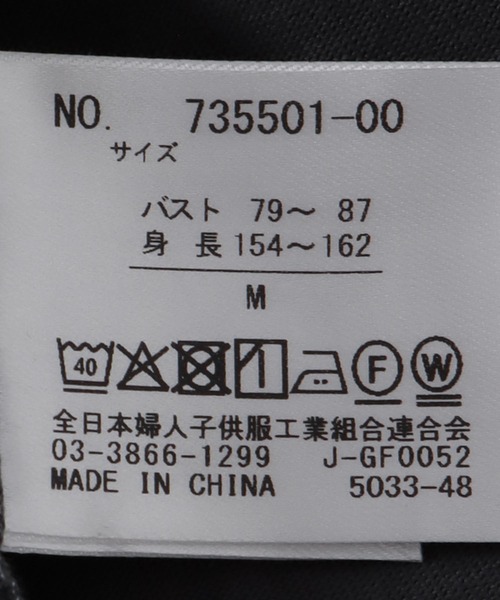 NO. 735501-00
サイズ
バスト 79～ 87
身 長 154～162
M
40 F W
全日本婦人子供服工業組合連合会
03-3866-1299 J-GF0052
MADE IN CHINA 5033-48